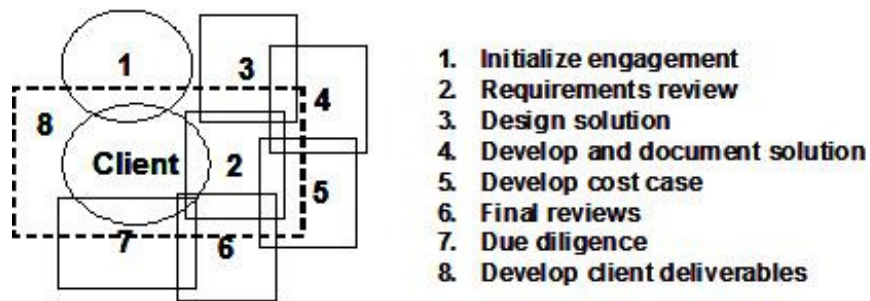 1
3
4
8
Client
2
5
7
6
1. Initialize engagement
2. Requirements review
3. Design solution
4. Develop and document solution
5. Develop cost case
6. Final reviews
7. Due diligence
8. Develop client deliverables